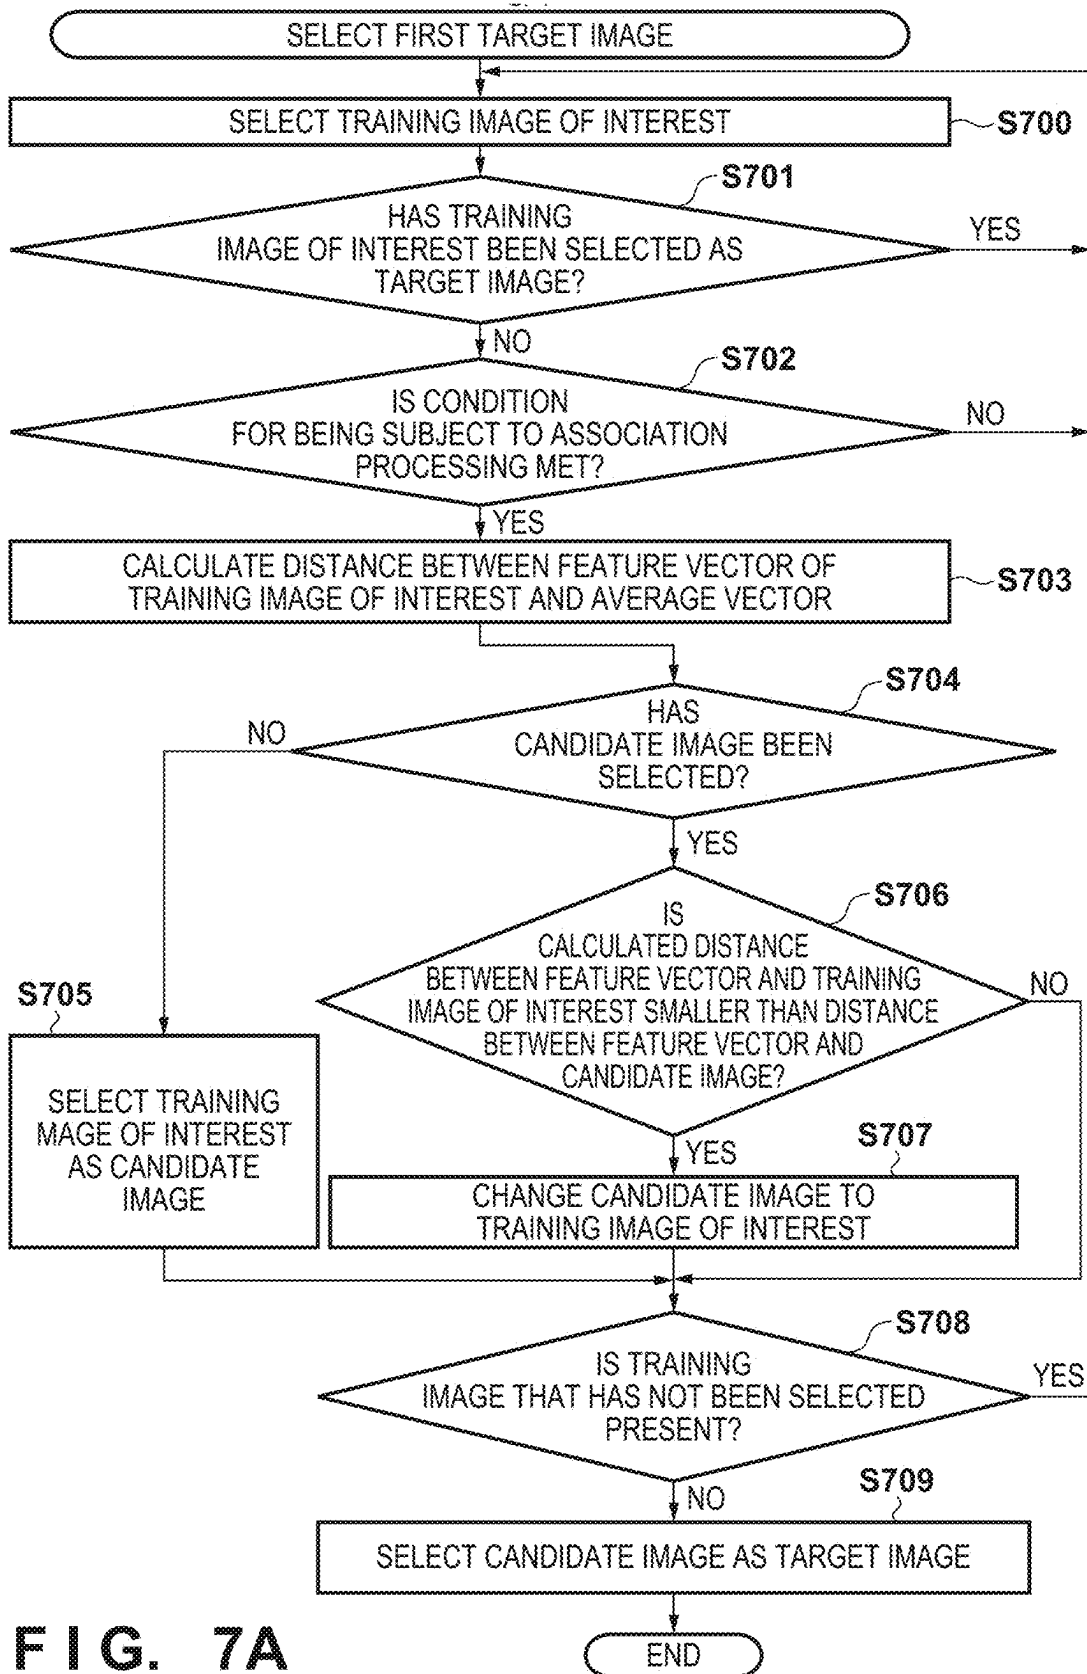 SELECT FIRST TARGET IMAGE
SELECT TRAINING IMAGE OF INTEREST
S700
S701
HAS TRAINING
IMAGE OF INTEREST BEEN SELECTED AS
TARGET IMAGE?
YES
NO
S702
IS CONDITION
FOR BEING SUBJECT TO ASSOCIATION
PROCESSING MET?
NO
YES
CALCULATE DISTANCE BETWEEN FEATURE VECTOR OF
TRAINING IMAGE OF INTEREST AND AVERAGE VECTOR
S703
S704
HAS
CANDIDATE IMAGE BEEN
SELECTED?
NO
YES
S706
IS
CALCULATED DISTANCE
BETWEEN FEATURE VECTOR AND TRAINING
IMAGE OF INTEREST SMALLER THAN DISTANCE
BETWEEN FEATURE VECTOR AND
CANDIDATE IMAGE?
NO
S705
SELECT TRAINING
MAGE OF INTEREST
AS CANDIDATE
IMAGE
YES
S707
CHANGE CANDIDATE IMAGE TO
TRAINING IMAGE OF INTEREST
S708
IS TRAINING
IMAGE THAT HAS NOT BEEN SELECTED
PRESENT?
YES
NO
S709
SELECT CANDIDATE IMAGE AS TARGET IMAGE
END
FIG. 7A